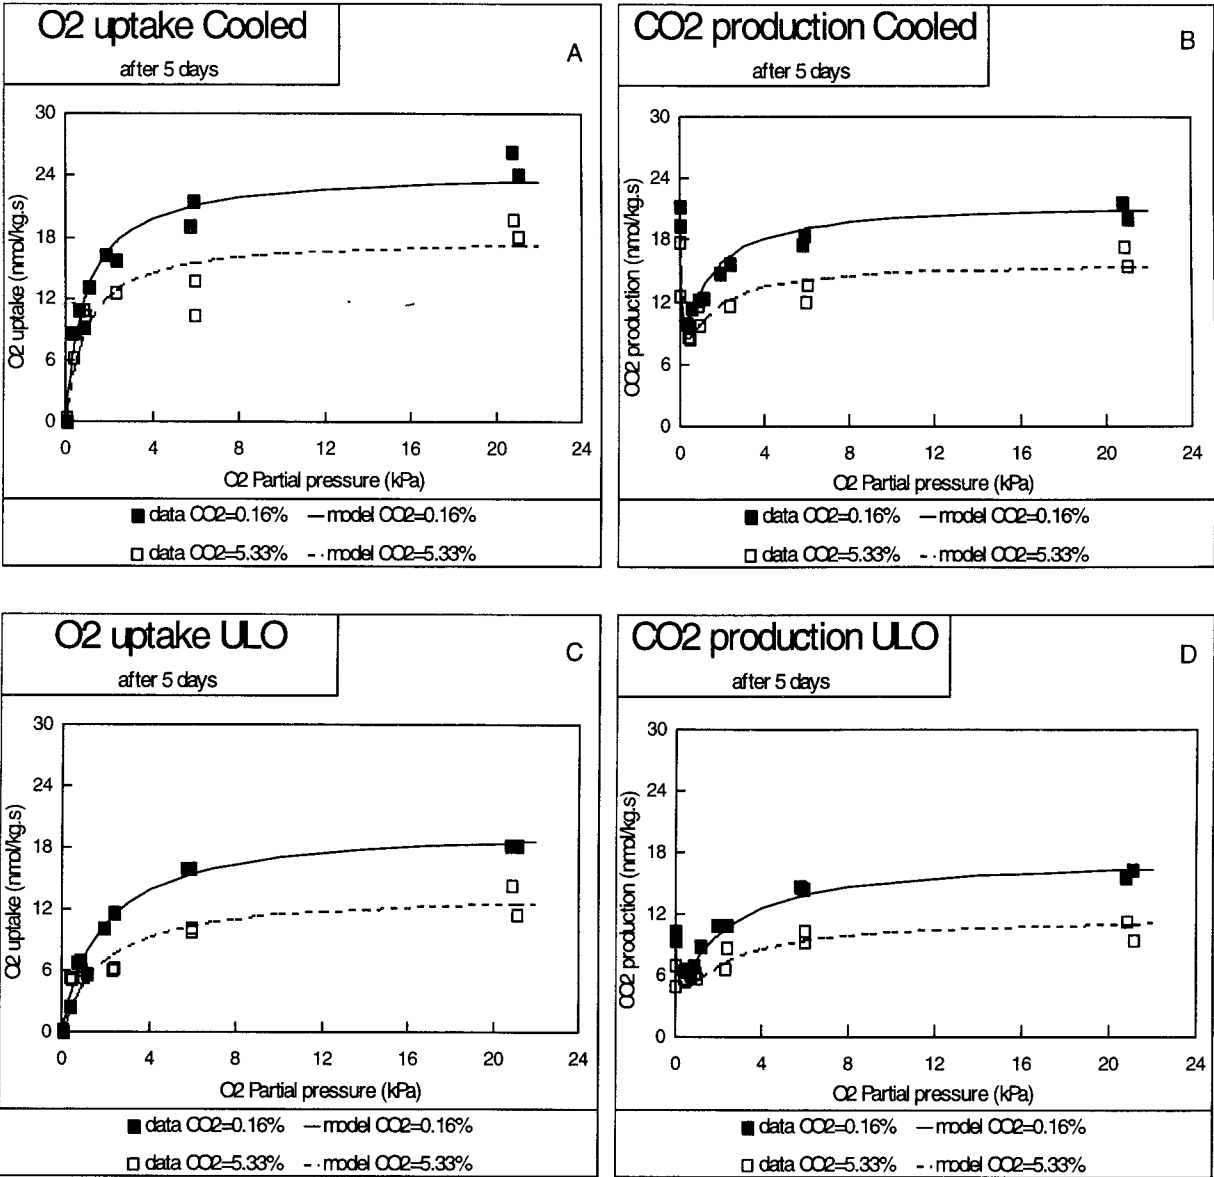 O2 uptake Cooled
after 5 days
A
30
24
18
12
6
0
O2 uptake (nmol/kg.s)
0 4 8 12 16 20 24
O2 Partial pressure (kPa)
data CO2=0.16% model CO2=0.16%
data CO2=5.33% model CO2=5.33%
CO2 production Cooled
after 5 days
B
30
24
18
12
6
0
CO2 production (nmol/kg.s)
0 4 8 12 16 20 24
O2 Partial pressure (kPa)
data CO2=0.16% model CO2=0.16%
data CO2=5.33% model CO2=5.33%
O2 uptake ULO
after 5 days
C
30
24
18
12
6
0
O2 uptake (nmol/kg.s)
0 4 8 12 16 20 24
O2 Partial pressure (kPa)
data CO2=0.16% model CO2=0.16%
data CO2=5.33% model CO2=5.33%
CO2 production ULO
after 5 days
D
30
24
18
12
6
0
CO2 production (nmol/kg.s)
0 4 8 12 16 20 24
O2 Partial pressure (kPa)
data CO2=0.16% model CO2=0.16%
data CO2=5.33% model CO2=5.33%